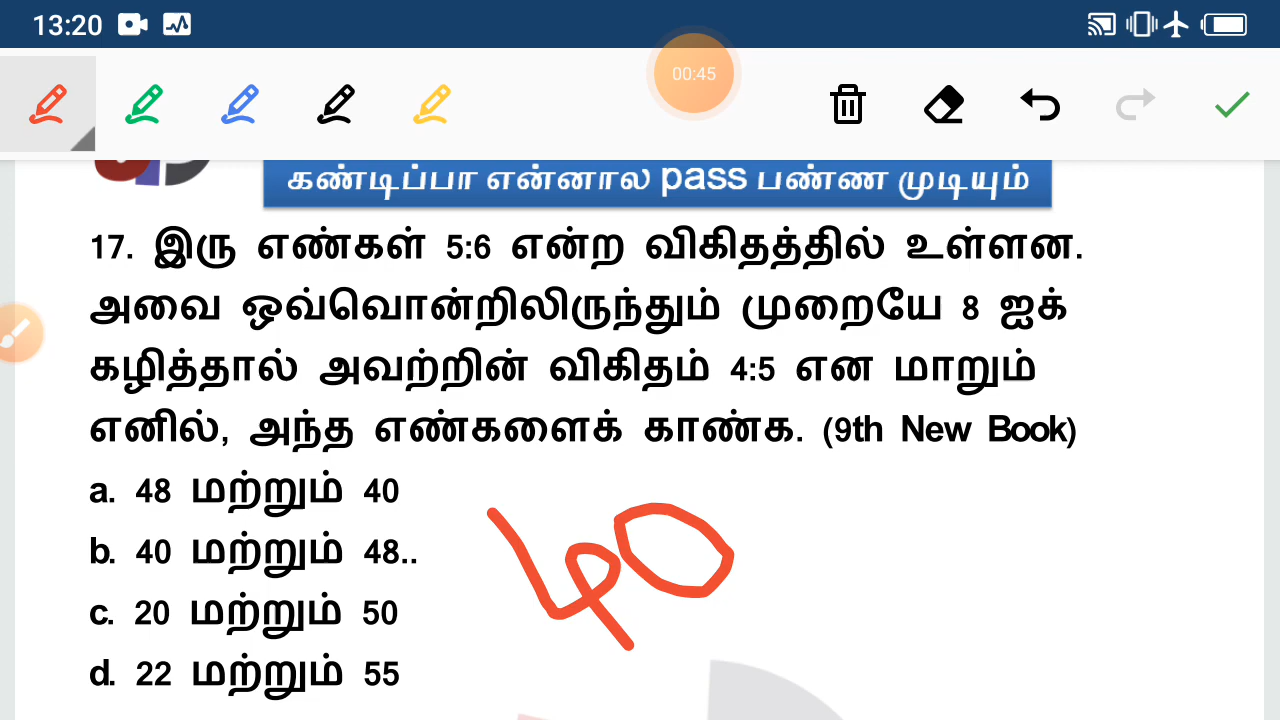 13:20
00:45
கண்டிப்பா என்னால pass பண்ண முடியும்
17. இரு எண்கள் 5:6 என்ற விகிதத்தில் உள்ளன.
அவை ஒவ்வொன்றிலிருந்தும் முறையே 8 ஐக்
கழித்தால் அவற்றின் விகிதம் 4:5 என மாறும்
எனில், அந்த எண்களைக் காண்க. (9th New Book)
a. 48 மற்றும் 40
b. 40 மற்றும் 48..
c. 20 மற்றும் 50
d. 22 மற்றும் 55
40